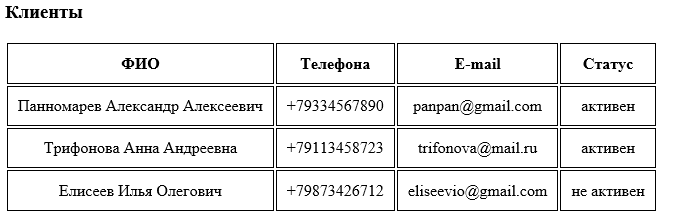 Клиенты
ФИО Телефона E-mail Статус
Панномарев Александр Алексеевич +79334567890 panpan@gmail.com активен
Трифонова Анна Андреевна +79113458723 trifonova@mail.ru активен
Елисеев Илья Олегович +79873426712 eliseevio@gmail.com не активен